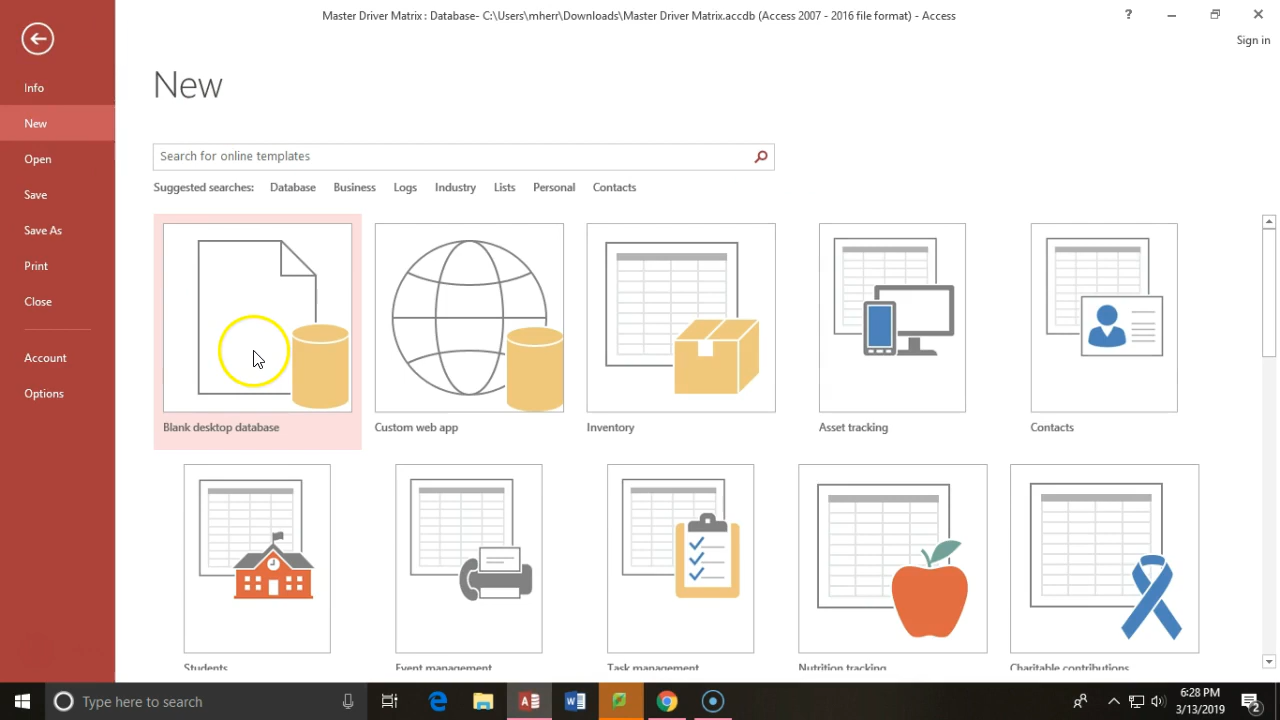 Master Driver Matrix : Database- C:\Users\mherr\Downloads\Master Driver Matrix.accdb (Access 2007 - 2016 file format) - Access
?
Sign in
Info
New
Open
Save
Save As
Print
Close
Account
Options
New
Search for online templates
Suggested searches: Database Business Logs Industry Lists Personal Contacts
Blank desktop database Custom web app Inventory Asset tracking Contacts
Students Event management Task management Nutrition tracking Charitable contributions
Type here to search
6:28 PM
3/13/2019
2